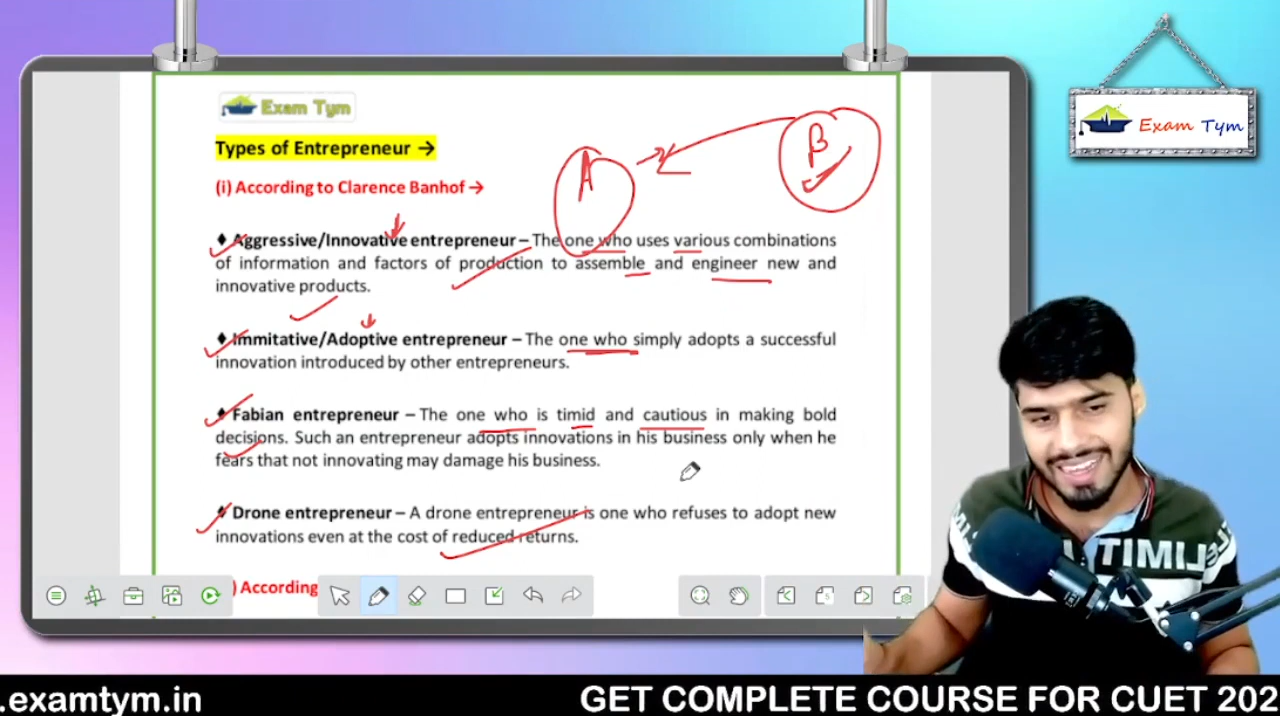 Exam Tym
Exam Tym
Types of Entrepreneur →
(i) According to Clarence Banhof →
A
B
♦ Aggressive/Innovative entrepreneur – The one who uses various combinations
of information and factors of production to assemble and engineer new and
innovative products.
♦ Immitative/Adoptive entrepreneur – The one who simply adopts a successful
innovation introduced by other entrepreneurs.
♦ Fabian entrepreneur – The one who is timid and cautious in making bold
decisions. Such an entrepreneur adopts innovations in his business only when he
fears that not innovating may damage his business.
♦ Drone entrepreneur – A drone entrepreneur is one who refuses to adopt new
innovations even at the cost of reduced returns.
) According
.examtym.in
GET COMPLETE COURSE FOR CUET 202